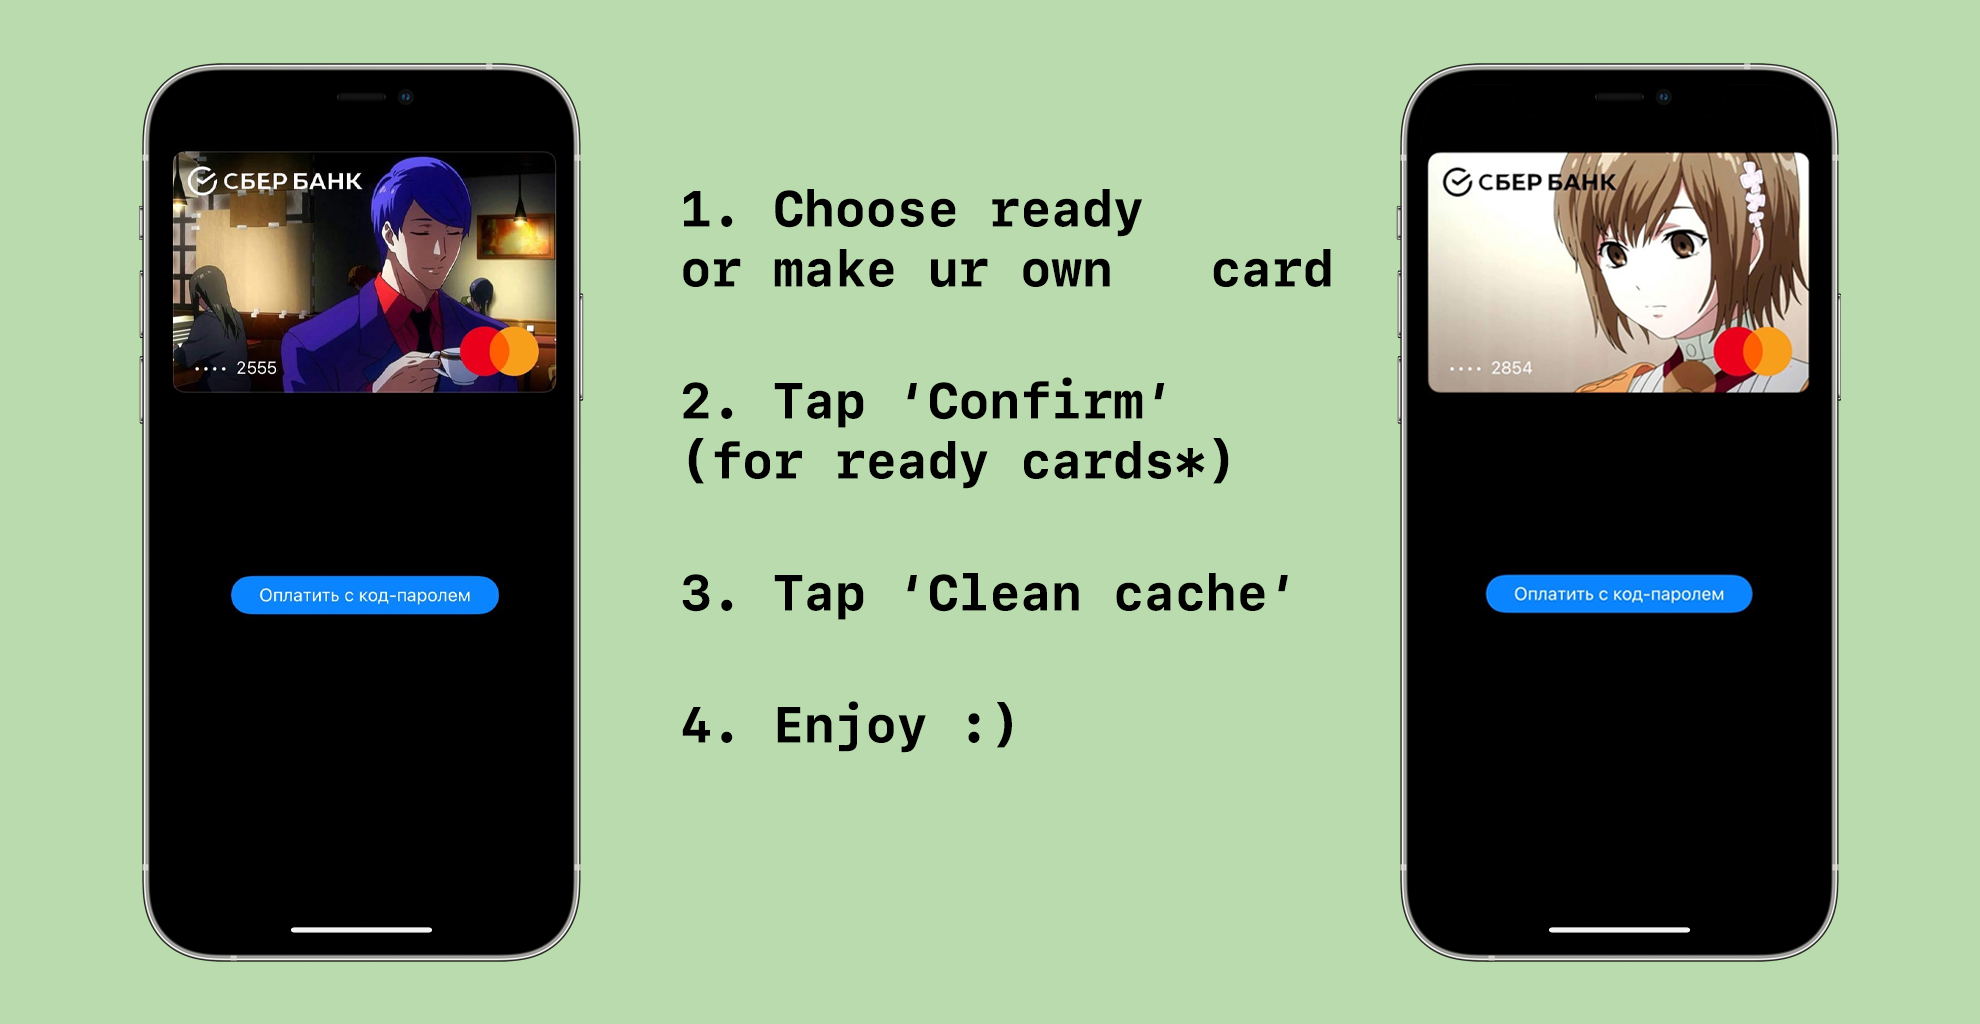 СБЕР БАНК
•••• 2555
Оплатить с код-паролем
1. Choose ready
or make ur own card
2. Tap ‘Confirm‘
(for ready cards*)
3. Tap ‘Clean cache‘
4. Enjoy :)
СБЕР БАНК
•••• 2854
Оплатить с код-паролем